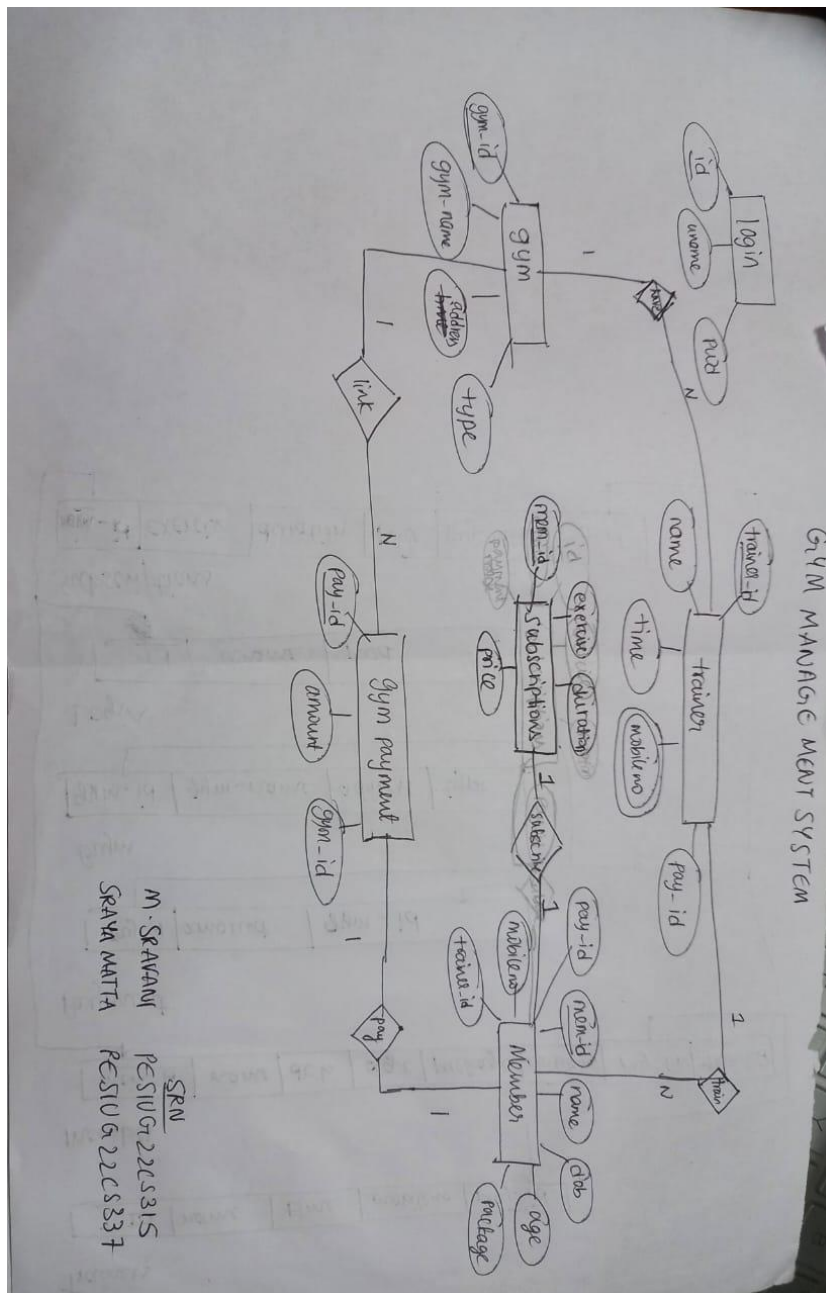 GYM MANAGEMENT SYSTEM
login
id
uname
pwd
trainer-id
name
trainer
time
mobileno
pay-id
1
N
1
train
N
gym-id
gym-name
gym
address
type
mem-id
exercise
duration
subscriptions
price
1
subscribe
1
pay-id
mem-id
name
dob
mobileno
trainer_id
Member
age
package
1
link
N
pay-id
amount
gym payment
gym-id
1
pay
1
SRN
M. SRAVANI PES1UG22CS315
SRAYA MATTA PES1UG22CS337